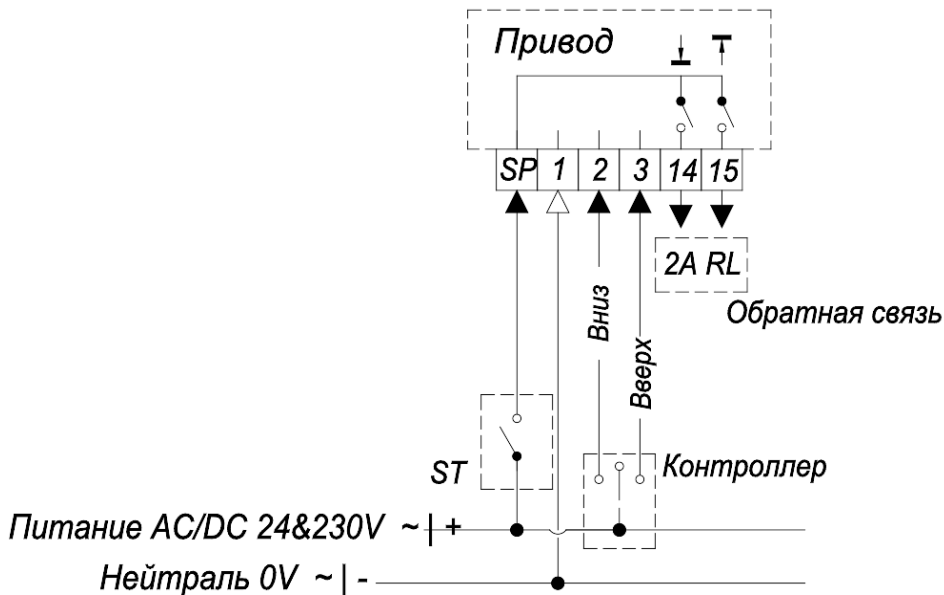 Привод
SP 1 2 3 14 15
2A RL
Обратная связь
Вниз
Вверх
ST
Контроллер
Питание AC/DC 24&230V ~ | +
Нейтраль 0V ~ | -